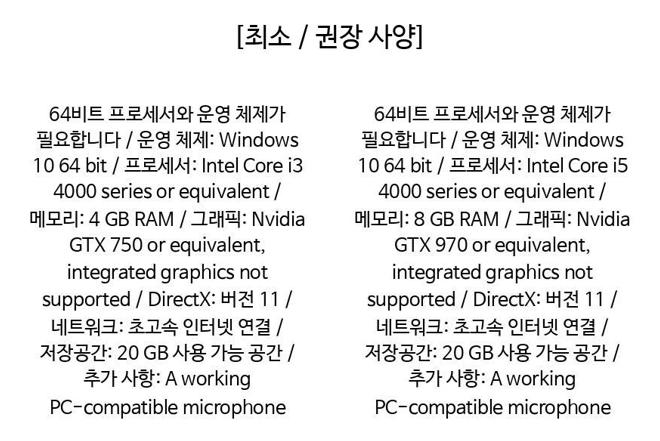 [최소 / 권장 사양]
64비트 프로세서와 운영 체제가
필요합니다 / 운영 체제: Windows
10 64 bit / 프로세서: Intel Core i3
4000 series or equivalent /
메모리: 4 GB RAM / 그래픽: Nvidia
GTX 750 or equivalent,
integrated graphics not
supported / DirectX: 버전 11 /
네트워크: 초고속 인터넷 연결 /
저장공간: 20 GB 사용 가능 공간 /
추가 사항: A working
PC-compatible microphone
64비트 프로세서와 운영 체제가
필요합니다 / 운영 체제: Windows
10 64 bit / 프로세서: Intel Core i5
4000 series or equivalent /
메모리: 8 GB RAM / 그래픽: Nvidia
GTX 970 or equivalent,
integrated graphics not
supported / DirectX: 버전 11 /
네트워크: 초고속 인터넷 연결 /
저장공간: 20 GB 사용 가능 공간 /
추가 사항: A working
PC-compatible microphone